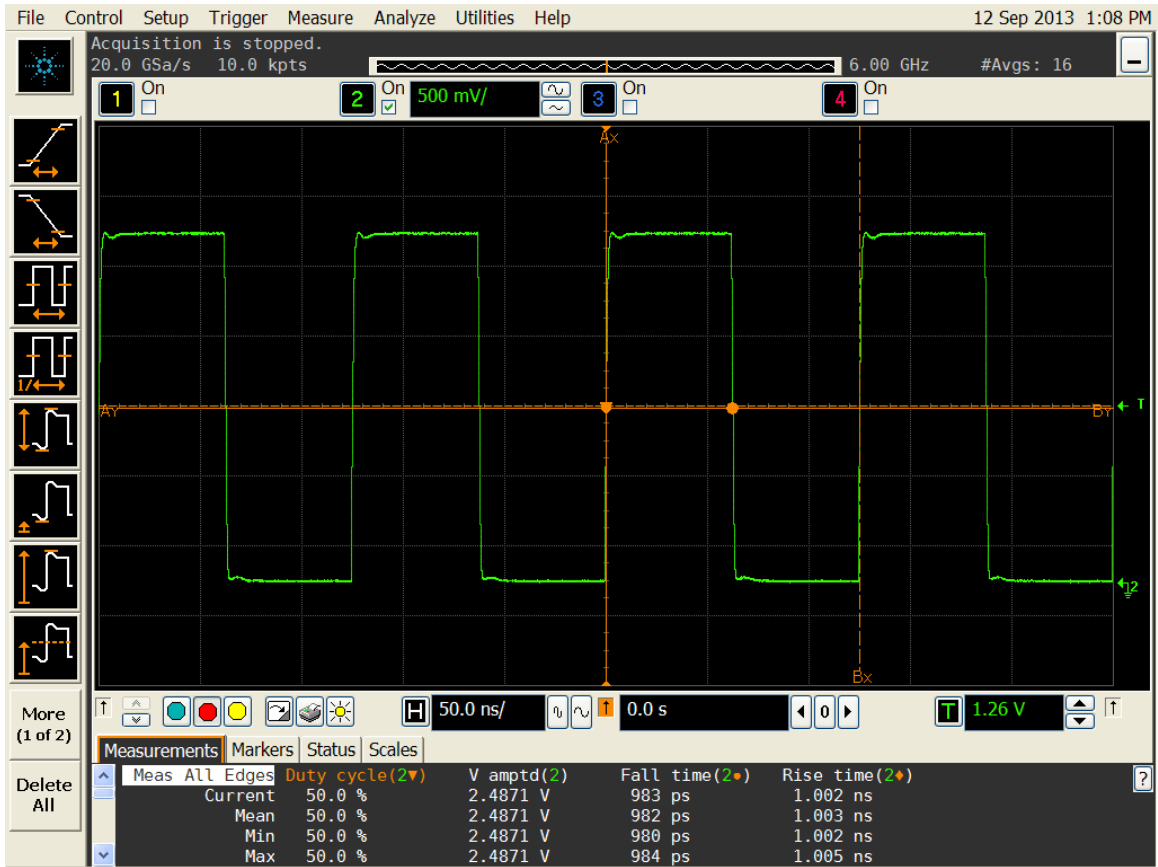 File Control Setup Trigger Measure Analyze Utilities Help 12 Sep 2013 1:08 PM
Acquisition is stopped.
20.0 GSa/s 10.0 kpts 6.00 GHz #Avgs: 16
1 On 2 On 500 mV/ 3 On 4 On
Ax
AY BY T
1/
2
Bx
More
(1 of 2)
Delete
All
H 50.0 ns/ 0.0 s 0 T 1.26 V
Measurements Markers Status Scales
Meas All Edges Duty cycle(2▼) V amptd(2) Fall time(2●) Rise time(2♦) ?
Current 50.0 % 2.4871 V 983 ps 1.002 ns
Mean 50.0 % 2.4871 V 982 ps 1.003 ns
Min 50.0 % 2.4871 V 980 ps 1.002 ns
Max 50.0 % 2.4871 V 984 ps 1.005 ns